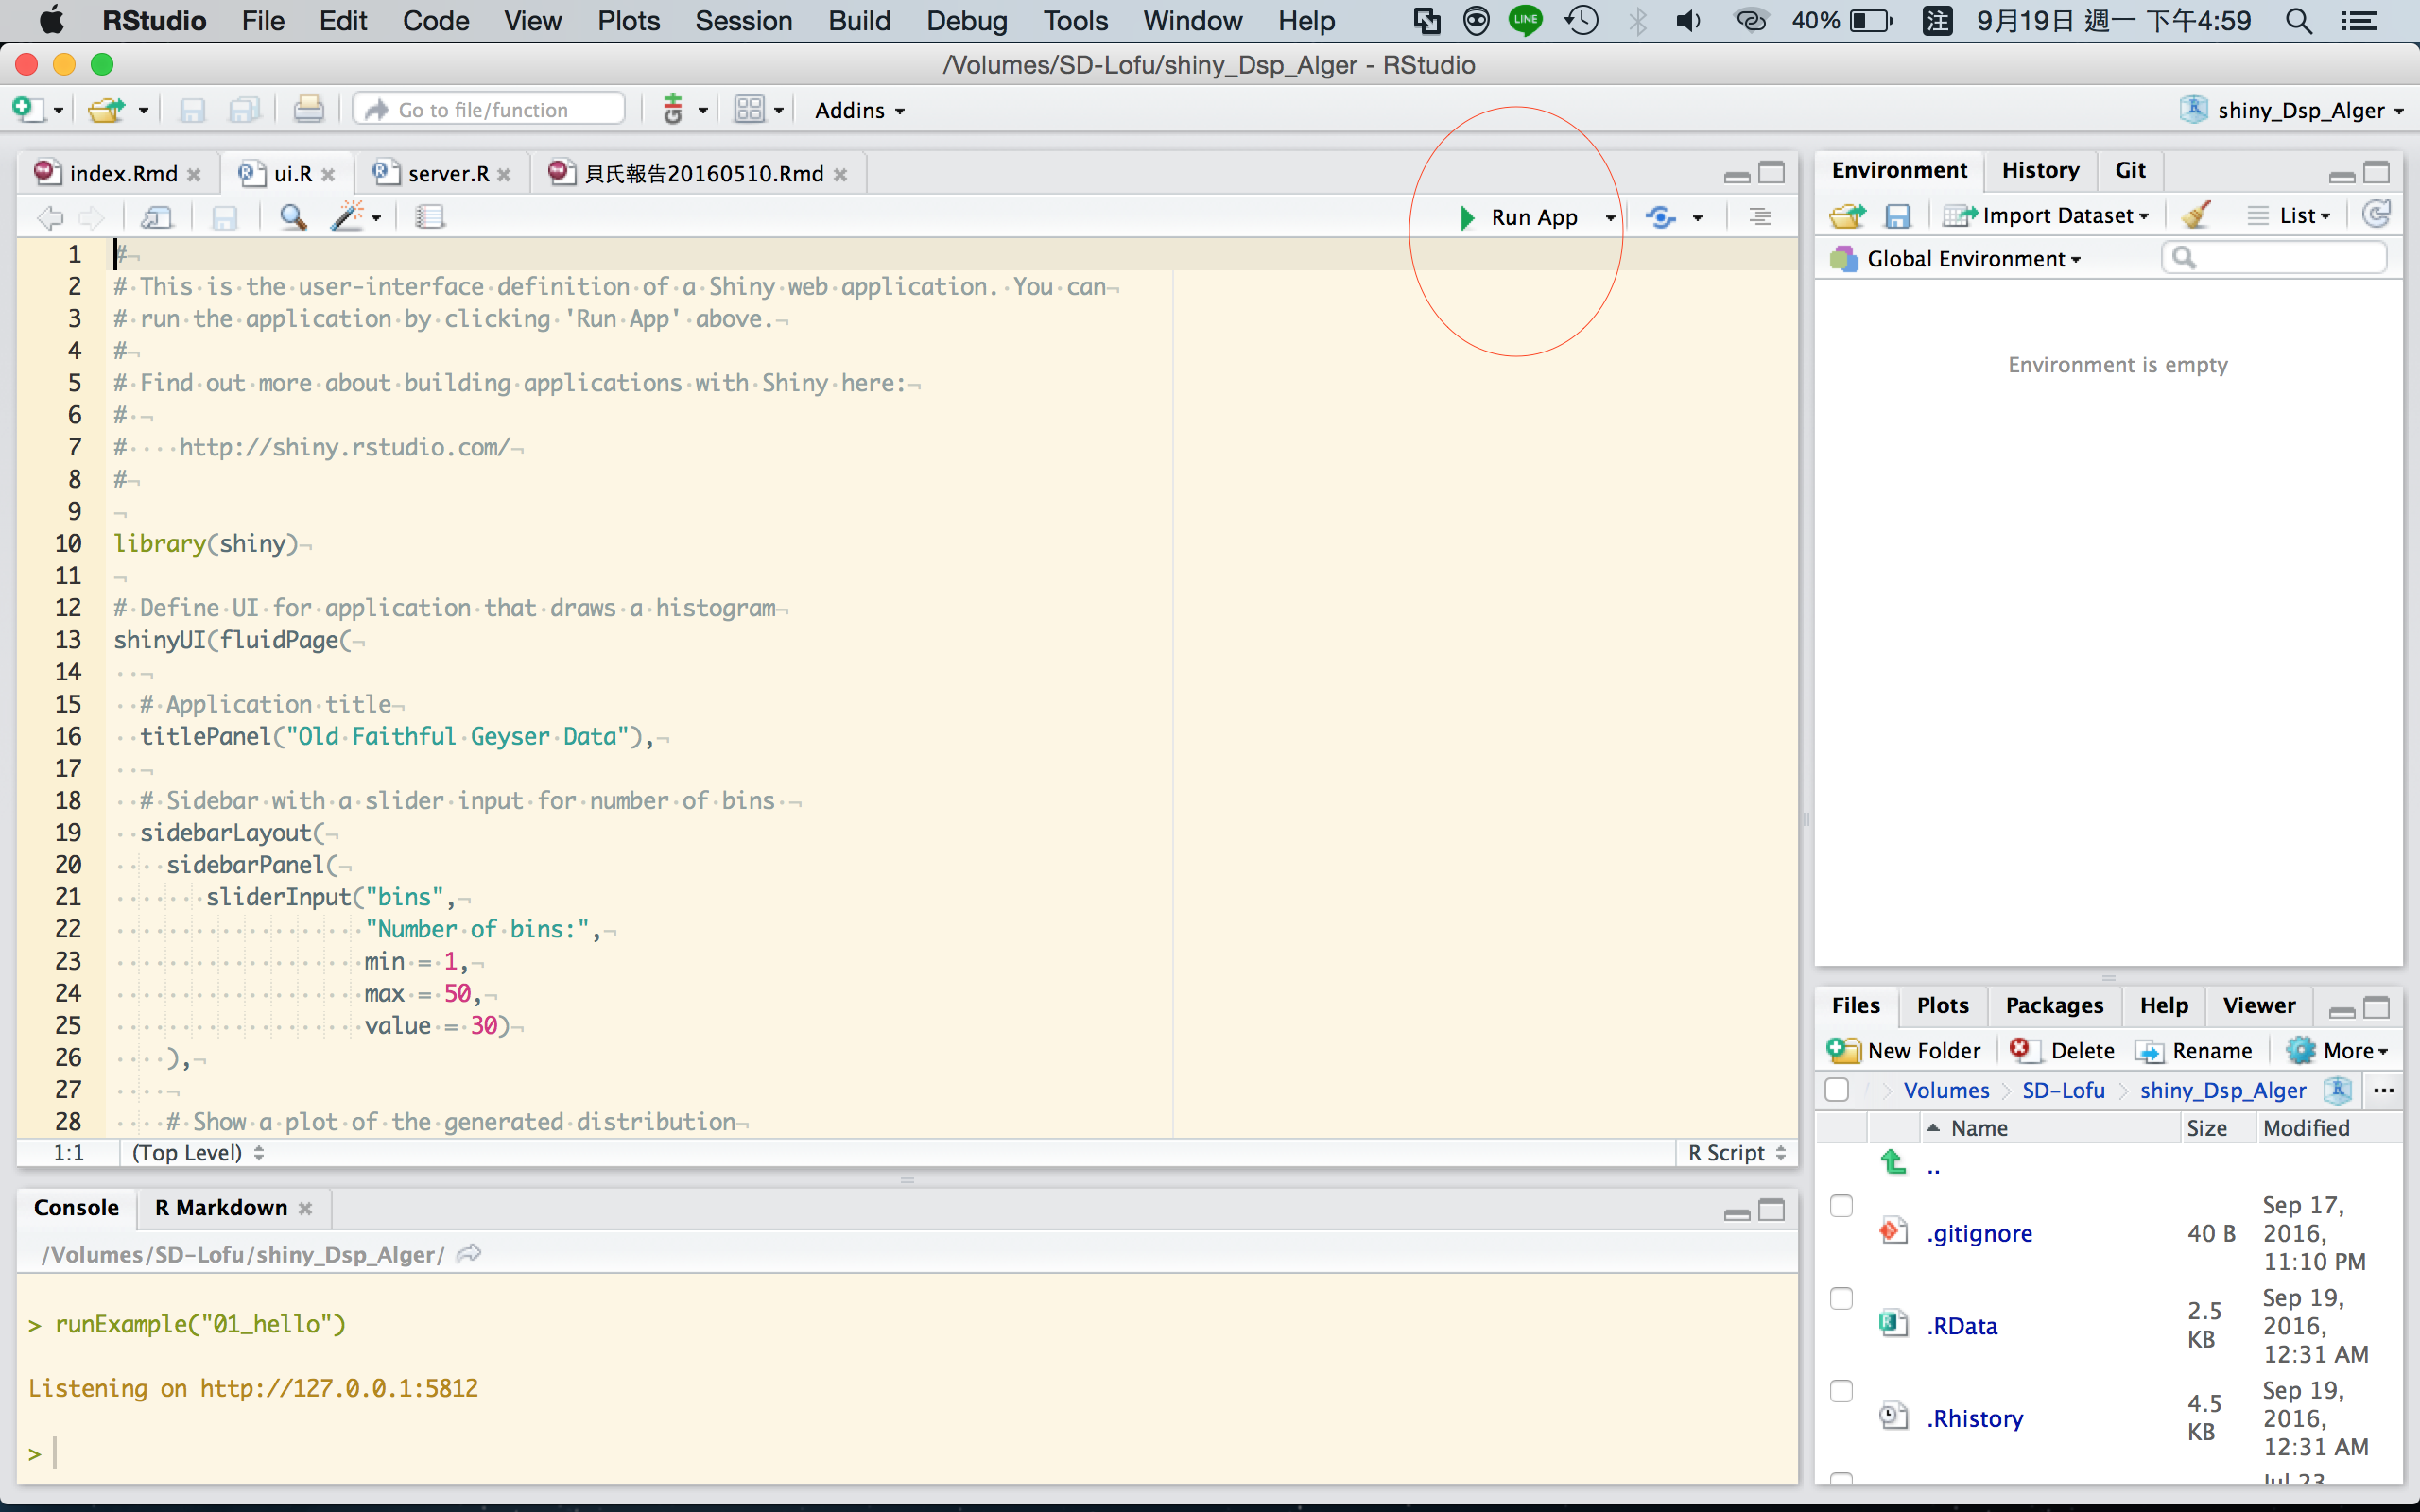 RStudio File Edit Code View Plots Session Build Debug Tools Window Help LINE 40% 注 9月19日 週一 下午4:59
/Volumes/SD-Lofu/shiny_Dsp_Alger - RStudio
Go to file/function Addins shiny_Dsp_Alger
index.Rmd ui.R server.R 貝氏報告20160510.Rmd
Run App
1 #
2 # This is the user-interface definition of a Shiny web application. You can
3 # run the application by clicking 'Run App' above.
4 #
5 # Find out more about building applications with Shiny here:
6 #
7 #    http://shiny.rstudio.com/
8 #
9
10 library(shiny)
11
12 # Define UI for application that draws a histogram
13 shinyUI(fluidPage(
14
15   # Application title
16   titlePanel("Old Faithful Geyser Data"),
17
18   # Sidebar with a slider input for number of bins
19   sidebarLayout(
20     sidebarPanel(
21        sliderInput("bins",
22                    "Number of bins:",
23                    min = 1,
24                    max = 50,
25                    value = 30)
26     ),
27
28     # Show a plot of the generated distribution
1:1 (Top Level) R Script
Console R Markdown
/Volumes/SD-Lofu/shiny_Dsp_Alger/
> runExample("01_hello")
Listening on http://127.0.0.1:5812
>
Environment History Git
Import Dataset List
Global Environment
Environment is empty
Files Plots Packages Help Viewer
New Folder Delete Rename More
Volumes SD-Lofu shiny_Dsp_Alger ...
Name Size Modified
..
.gitignore 40 B Sep 17, 2016, 11:10 PM
.RData 2.5 KB Sep 19, 2016, 12:31 AM
.Rhistory 4.5 KB Sep 19, 2016, 12:31 AM
Jul 23